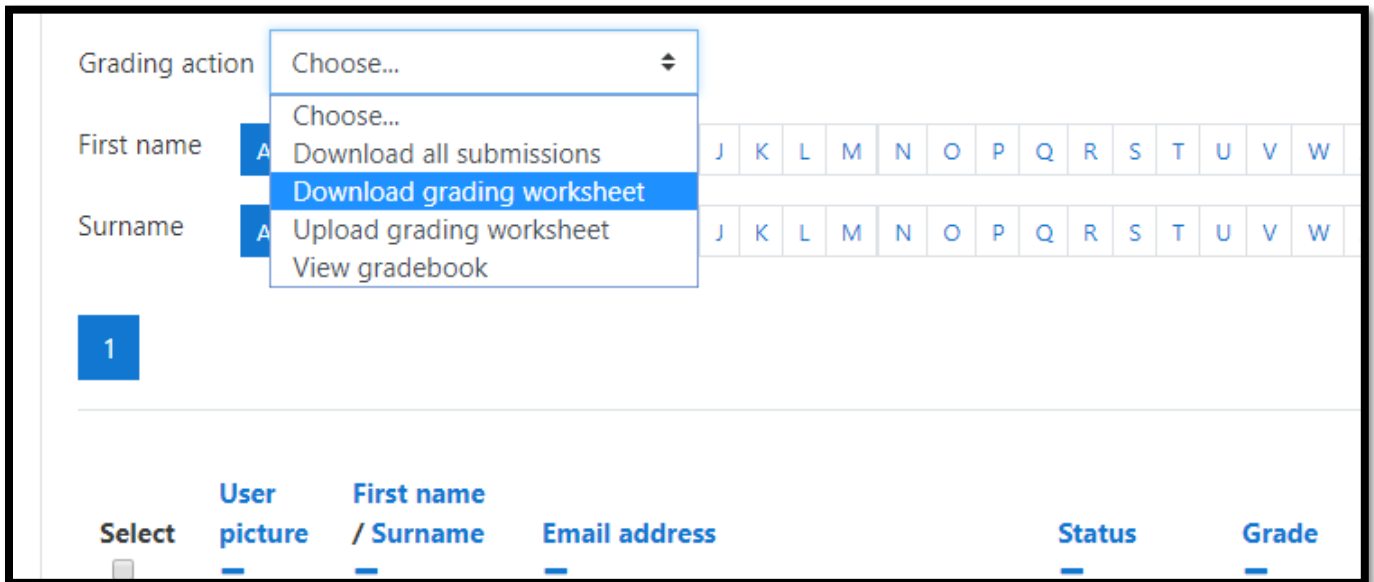 Grading action Choose...
Choose...
First name A Download all submissions J K L M N O P Q R S T U V W
Download grading worksheet
Surname A Upload grading worksheet J K L M N O P Q R S T U V W
View gradebook
1
User First name
Select picture / Surname Email address Status Grade